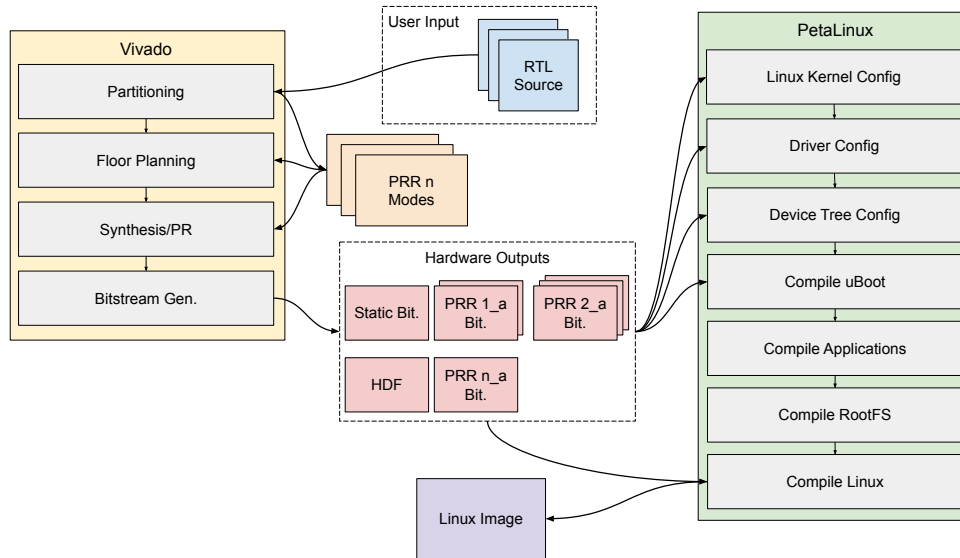 User Input
RTL
Source
Vivado
Partitioning
Floor Planning
Synthesis/PR
Bitstream Gen.
PRR n
Modes
Hardware Outputs
Static Bit.
PRR 1_a
Bit.
PRR 2_a
Bit.
HDF
PRR n_a
Bit.
PetaLinux
Linux Kernel Config
Driver Config
Device Tree Config
Compile uBoot
Compile Applications
Compile RootFS
Compile Linux
Linux Image